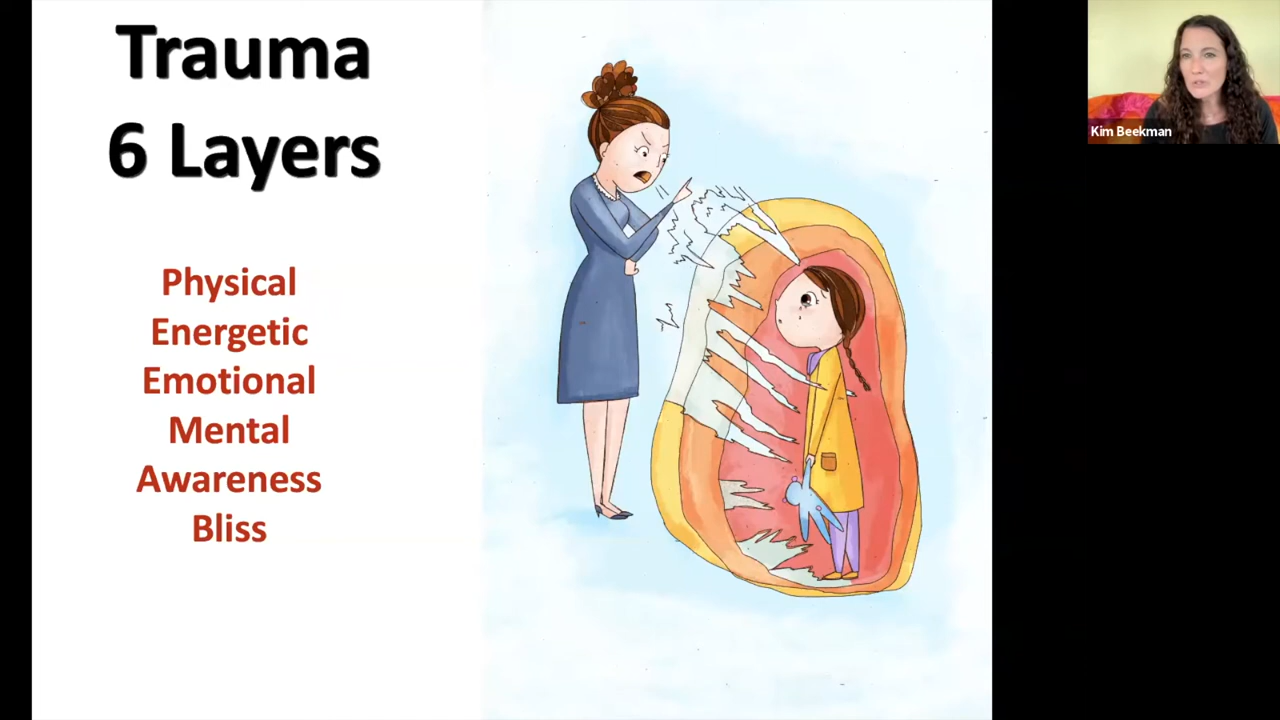 Trauma
6 Layers
Physical
Energetic
Emotional
Mental
Awareness
Bliss
Kim Beekman